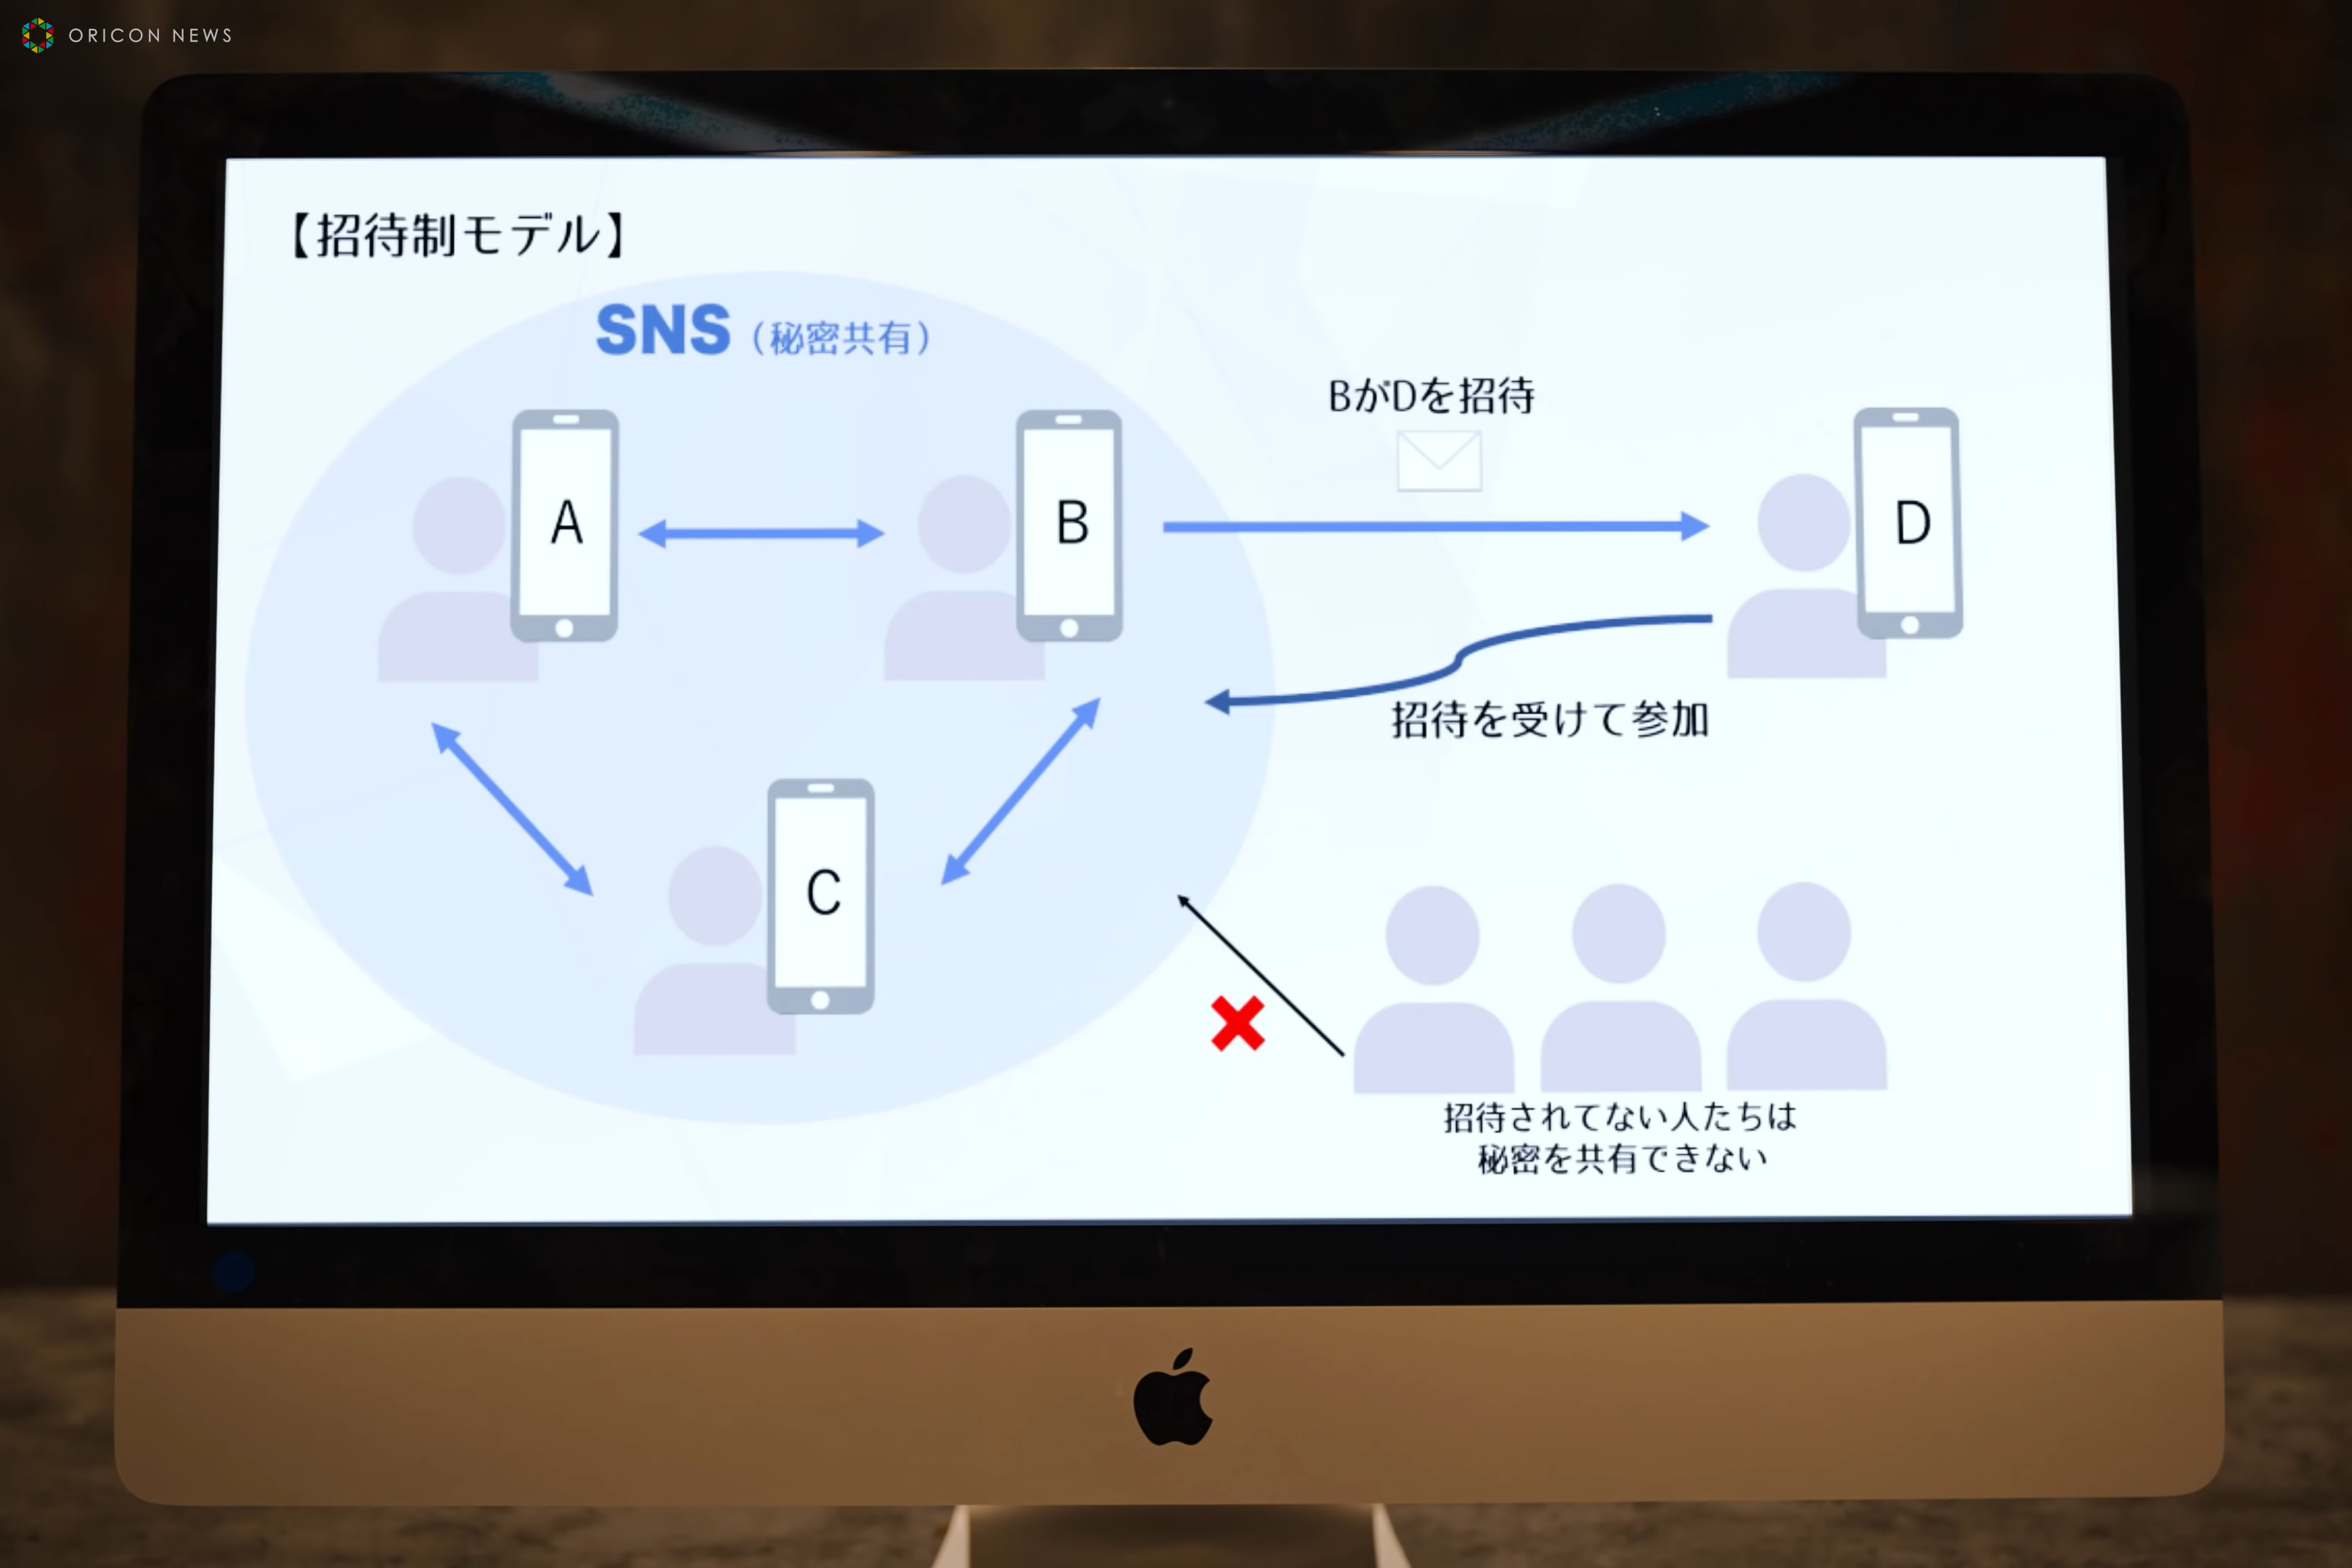 ORICON NEWS
【招待制モデル】
SNS（秘密共有）
BがDを招待
A
B
D
招待を受けて参加
C
招待されてない人たちは
秘密を共有できない